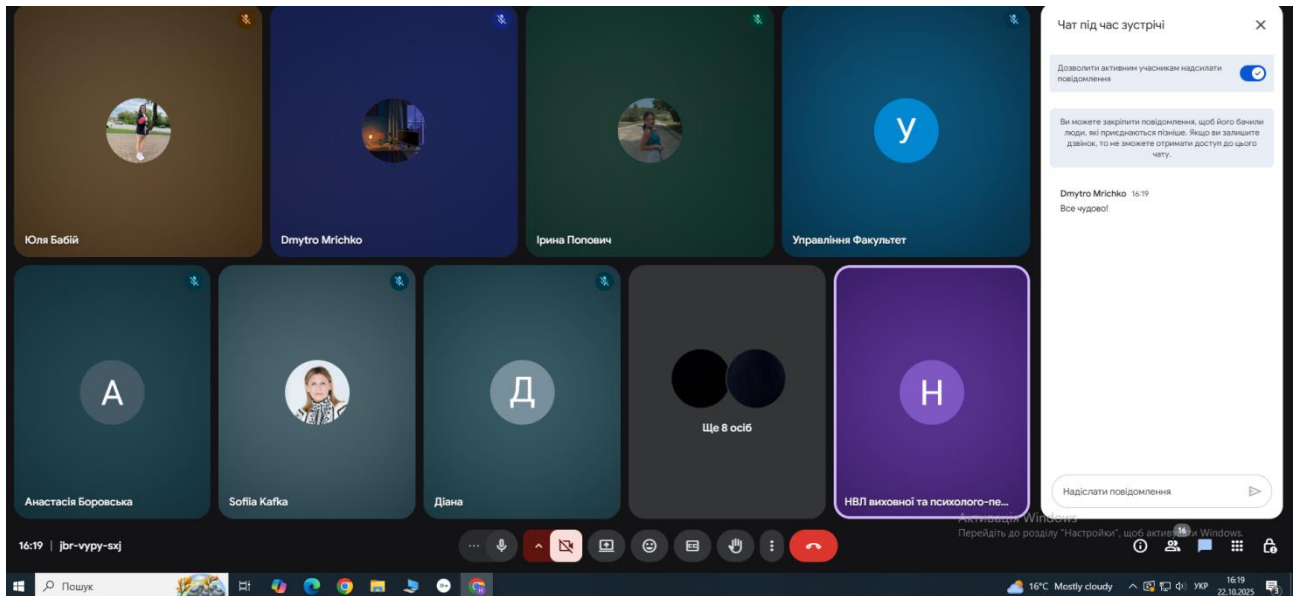 Чат під час зустрічі
Дозволити активним учасникам надсилати
повідомлення
Ви можете закріпити повідомлення, щоб його бачили
люди, які приєднаються пізніше. Якщо ви залишите
дзвінок, то не зможете отримати доступ до цього
чату.
Dmytro Mrichko 16:19
Все чудово!
У
Юля Бабій
Dmytro Mrichko
Ірина Попович
Управління Факультет
А
Д
Ще 8 осіб
Н
Анастасія Боровська
Sofiia Kafka
Діана
НВЛ виховної та психолого-пе...
Надіслати повідомлення
Активація Windows
Перейдіть до розділу "Настройки", щоб активувати Windows.
16:19 | jbr-vypy-sxj
CC
16
Пошук
16°C Mostly cloudy
УКР
16:19
22.10.2025
3